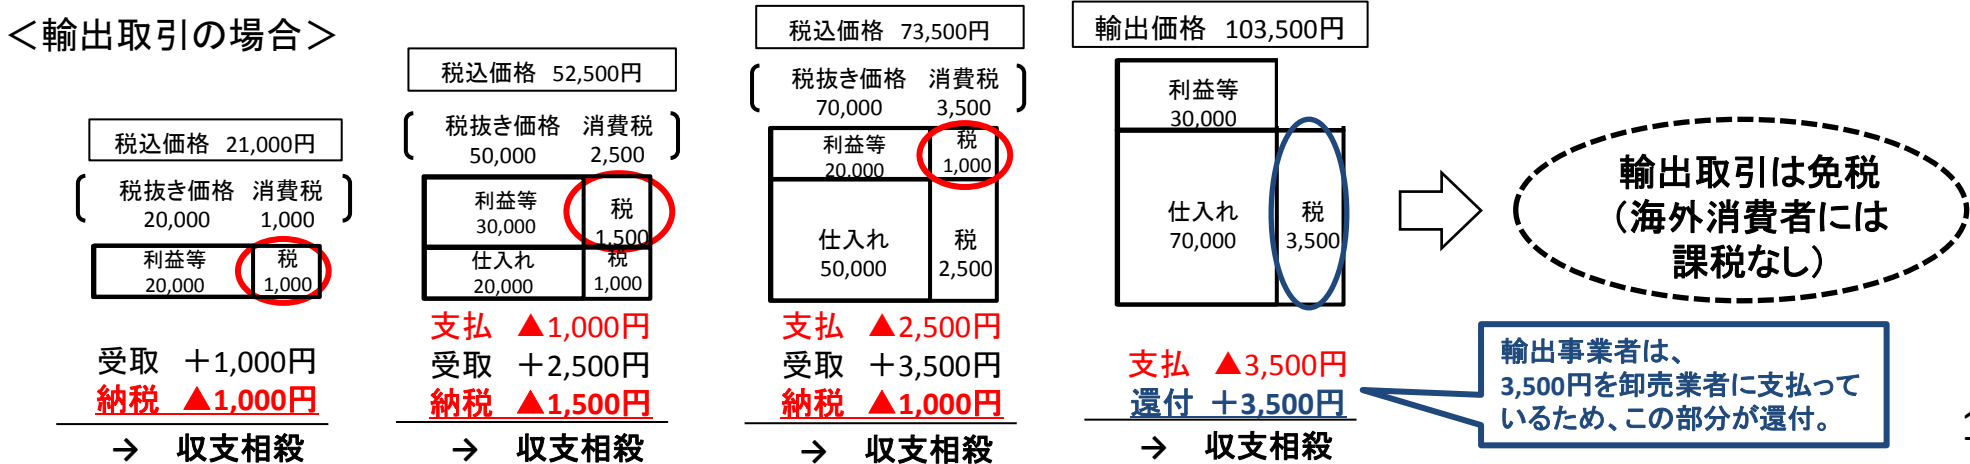 ＜輸出取引の場合＞
税込価格 21,000円
税抜き価格 消費税
20,000 1,000
利益等 税
20,000 1,000
受取 ＋1,000円
納税 ▲1,000円
→ 収支相殺
税込価格 52,500円
税抜き価格 消費税
50,000 2,500
利益等 税
30,000 1,500
仕入れ 税
20,000 1,000
支払 ▲1,000円
受取 ＋2,500円
納税 ▲1,500円
→ 収支相殺
税込価格 73,500円
税抜き価格 消費税
70,000 3,500
利益等 税
20,000 1,000
仕入れ 税
50,000 2,500
支払 ▲2,500円
受取 ＋3,500円
納税 ▲1,000円
→ 収支相殺
輸出価格 103,500円
利益等
30,000
仕入れ 税
70,000 3,500
支払 ▲3,500円
還付 ＋3,500円
→ 収支相殺
輸出取引は免税
（海外消費者には
課税なし）
輸出事業者は、
3,500円を卸売業者に支払って
いるため、この部分が還付。